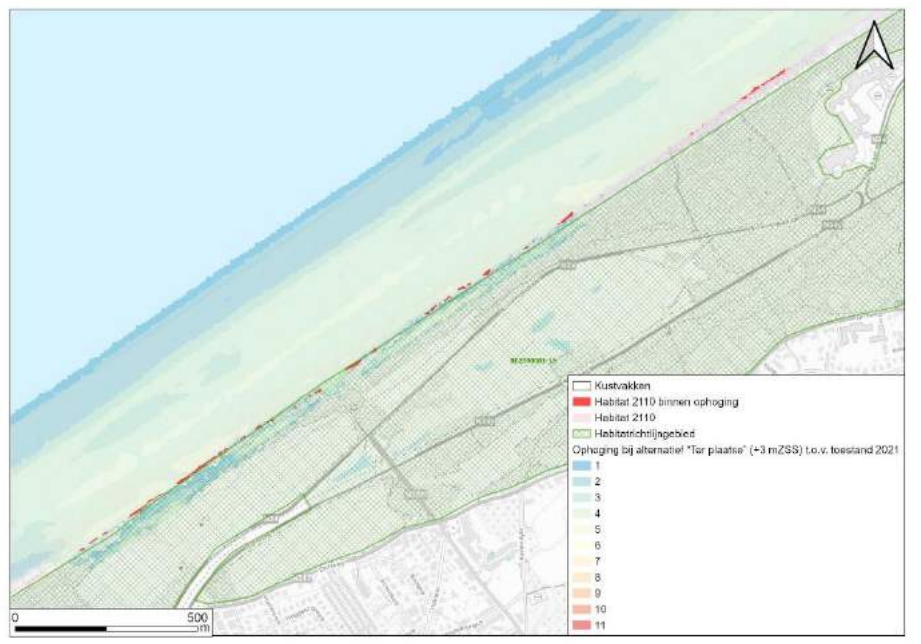 Kustvakken
Habitat 2110 binnen ophoging
Habitat 2110
Habitatrichtlijngebied
Ophoging bij alternatief "Ter plaatse" (+3 mZSS) t.o.v. toestand 2021
1
2
3
4
5
6
7
8
9
10
11
0
500
m